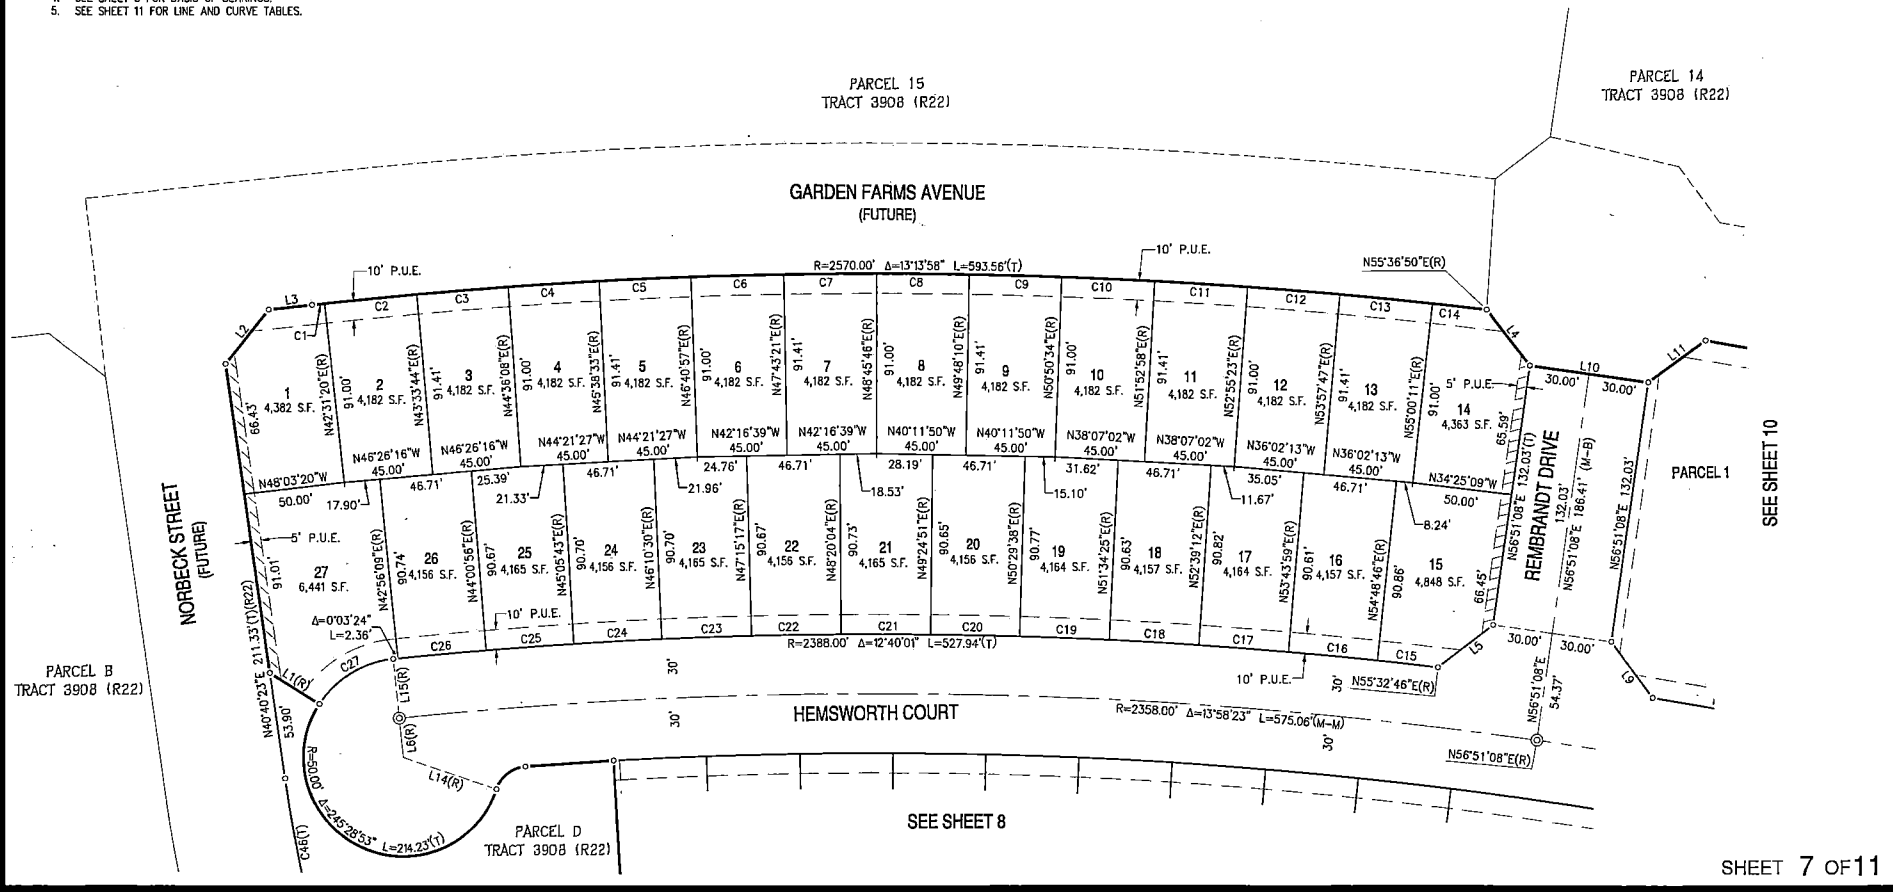 5. SEE SHEET 11 FOR LINE AND CURVE TABLES.
PARCEL 15
TRACT 3908 (R22)
PARCEL 14
TRACT 3908 (R22)
GARDEN FARMS AVENUE
(FUTURE)
10' P.U.E.
R=2570.00' Δ=13°13'58" L=593.56'(T)
10' P.U.E.
N55°36'50"E(R)
L3
L2
C1
C2
C3
C4
C5
C6
C7
C8
C9
C10
C11
C12
C13
C14
L4
L10
L11
30.00'
30.00'
1
4,382 S.F.
66.43'
N42°31'20"E(R)
91.00'
2
4,182 S.F.
N43°33'44"E(R)
91.41'
3
4,182 S.F.
N44°36'08"E(R)
91.00'
4
4,182 S.F.
N45°38'33"E(R)
91.41'
5
4,182 S.F.
N46°40'57"E(R)
91.00'
6
4,182 S.F.
N47°43'21"E(R)
91.41'
7
4,182 S.F.
N48°45'46"E(R)
91.00'
8
4,182 S.F.
N49°48'10"E(R)
91.41'
9
4,182 S.F.
N50°50'34"E(R)
91.00'
10
4,182 S.F.
N51°52'58"E(R)
91.41'
11
4,182 S.F.
N52°55'23"E(R)
91.00'
12
4,182 S.F.
N53°57'47"E(R)
91.41'
13
4,182 S.F.
N55°00'11"E(R)
91.00'
14
4,363 S.F.
5' P.U.E.
65.59'
N48°03'20"W
50.00'
N46°26'16"W
45.00'
N46°26'16"W
45.00'
N44°21'27"W
45.00'
N44°21'27"W
45.00'
N42°16'39"W
45.00'
N42°16'39"W
45.00'
N40°11'50"W
45.00'
N40°11'50"W
45.00'
N38°07'02"W
45.00'
N38°07'02"W
45.00'
N36°02'13"W
45.00'
N36°02'13"W
45.00'
N34°25'09"W
50.00'
17.90'
46.71'
25.39'
21.33'
46.71'
21.96'
24.76'
46.71'
18.53'
28.19'
46.71'
15.10'
31.62'
46.71'
11.67'
35.05'
46.71'
8.24'
NORBECK STREET
(FUTURE)
5' P.U.E.
91.01'
27
6,441 S.F.
N42°56'09"E(R)
90.74'
26
4,156 S.F.
N44°00'56"E(R)
90.67'
25
4,165 S.F.
N45°05'43"E(R)
90.70'
24
4,156 S.F.
N46°10'30"E(R)
90.70'
23
4,165 S.F.
N47°15'17"E(R)
90.67'
22
4,156 S.F.
N48°20'04"E(R)
90.73'
21
4,165 S.F.
N49°24'51"E(R)
90.65'
20
4,156 S.F.
N50°29'38"E(R)
90.77'
19
4,164 S.F.
N51°34'25"E(R)
90.63'
18
4,157 S.F.
N52°39'12"E(R)
90.82'
17
4,164 S.F.
N53°43'59"E(R)
90.61'
16
4,157 S.F.
N54°48'46"E(R)
90.86'
15
4,848 S.F.
66.45'
N56°51'08"E 132.03'(T)
REMBRANDT DRIVE
132.03'
N56°51'08"E 186.41' (M-B)
N56°51'08"E 132.03'
PARCEL 1
SEE SHEET 10
Δ=0°03'24"
L=2.36'
10' P.U.E.
C27
C26
C25
C24
C23
C22
C21
C20
C19
C18
C17
C16
C15
R=2388.00' Δ=12°40'01" L=527.94'(T)
L5
30.00'
30.00'
10' P.U.E.
N55°32'46"E(R)
L9
PARCEL B
TRACT 3908 (R22)
N40°40'23"E 211.33'(T)(R22)
53.90'
L1(R)
L15(R)
L6(R)
L14(R)
30'
30'
30'
30'
HEMSWORTH COURT
R=2358.00' Δ=13°58'23" L=575.06'(M-M)
N56°51'08"E
54.37'
N56°51'08"E(R)
R=50.00' Δ=245°28'53" L=214.23'(T)
C46(T)
PARCEL D
TRACT 3908 (R22)
SEE SHEET 8
SHEET 7 OF 11